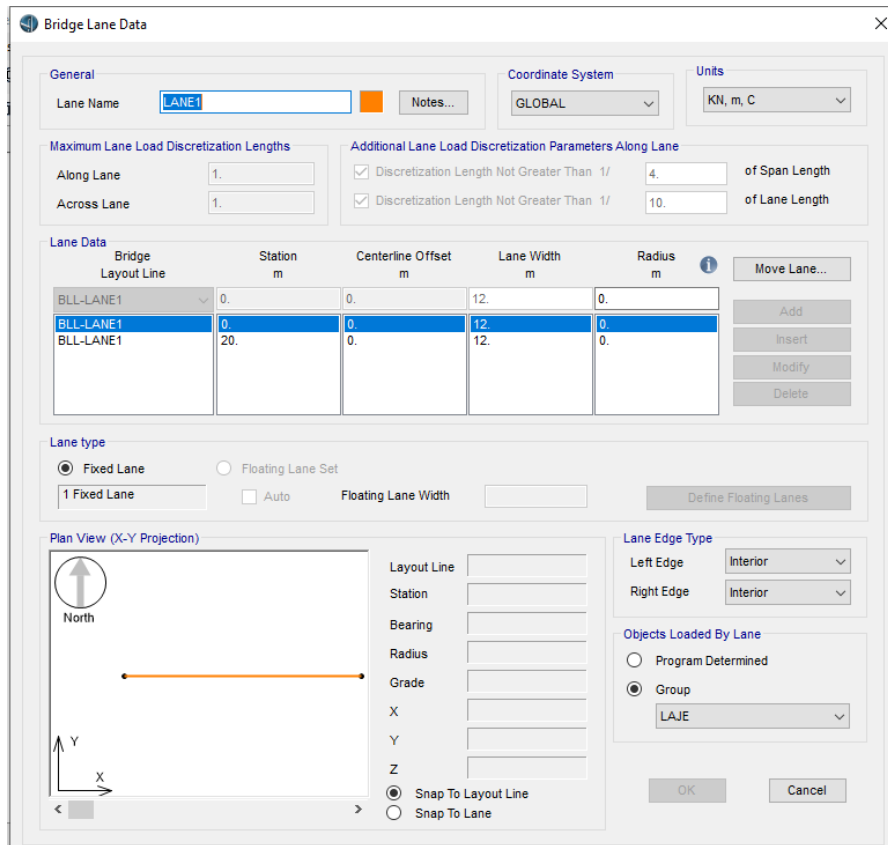 Bridge Lane Data
General
Lane Name LANE1 Notes...
Coordinate System
GLOBAL
Units
KN, m, C
Maximum Lane Load Discretization Lengths
Along Lane 1.
Across Lane 1.
Additional Lane Load Discretization Parameters Along Lane
Discretization Length Not Greater Than 1/ 4. of Span Length
Discretization Length Not Greater Than 1/ 10. of Lane Length
Lane Data
Bridge Station Centerline Offset Lane Width Radius
Layout Line m m m m
Move Lane...
BLL-LANE1 0. 0. 12. 0.
BLL-LANE1 0. 0. 12. 0.
BLL-LANE1 20. 0. 12. 0.
Add
Insert
Modify
Delete
Lane type
Fixed Lane Floating Lane Set
1 Fixed Lane Auto Floating Lane Width Define Floating Lanes
Plan View (X-Y Projection)
North
Y
X
Layout Line
Station
Bearing
Radius
Grade
X
Y
Z
Snap To Layout Line
Snap To Lane
Lane Edge Type
Left Edge Interior
Right Edge Interior
Objects Loaded By Lane
Program Determined
Group
LAJE
OK Cancel